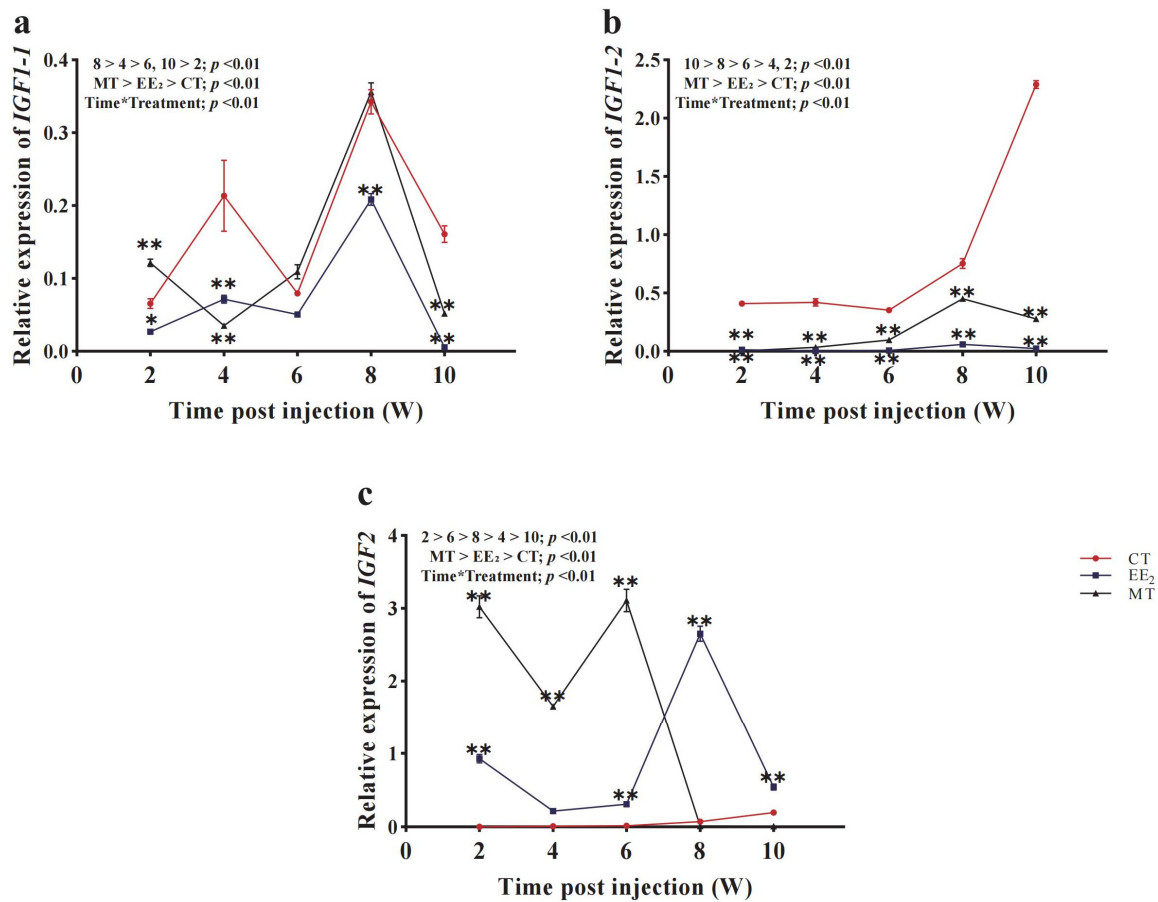 a
8 > 4 > 6, 10 > 2; p <0.01
MT > EE₂ > CT; p <0.01
Time*Treatment; p <0.01
Relative expression of IGF1-1
0.4
0.3
0.2
0.1
0.0
** * ** ** ** ** **
0 2 4 6 8 10
Time post injection (W)
b
10 > 8 > 6 > 4, 2; p <0.01
MT > EE₂ > CT; p <0.01
Time*Treatment; p <0.01
Relative expression of IGF1-2
2.5
2.0
1.5
1.0
0.5
0.0
** ** ** ** ** ** ** ** ** **
0 2 4 6 8 10
Time post injection (W)
c
2 > 6 > 8 > 4 > 10; p <0.01
MT > EE₂ > CT; p <0.01
Time*Treatment; p <0.01
Relative expression of IGF2
4
3
2
1
0
** ** ** ** ** ** **
0 2 4 6 8 10
Time post injection (W)
CT
EE₂
MT